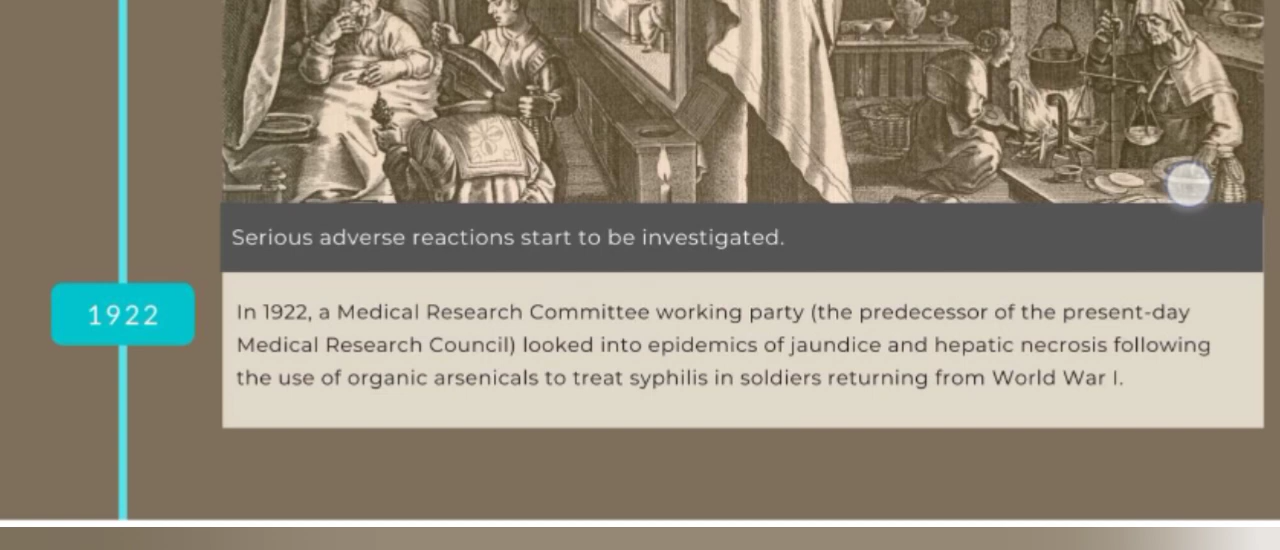 Serious adverse reactions start to be investigated.
1922
In 1922, a Medical Research Committee working party (the predecessor of the present-day
Medical Research Council) looked into epidemics of jaundice and hepatic necrosis following
the use of organic arsenicals to treat syphilis in soldiers returning from World War I.